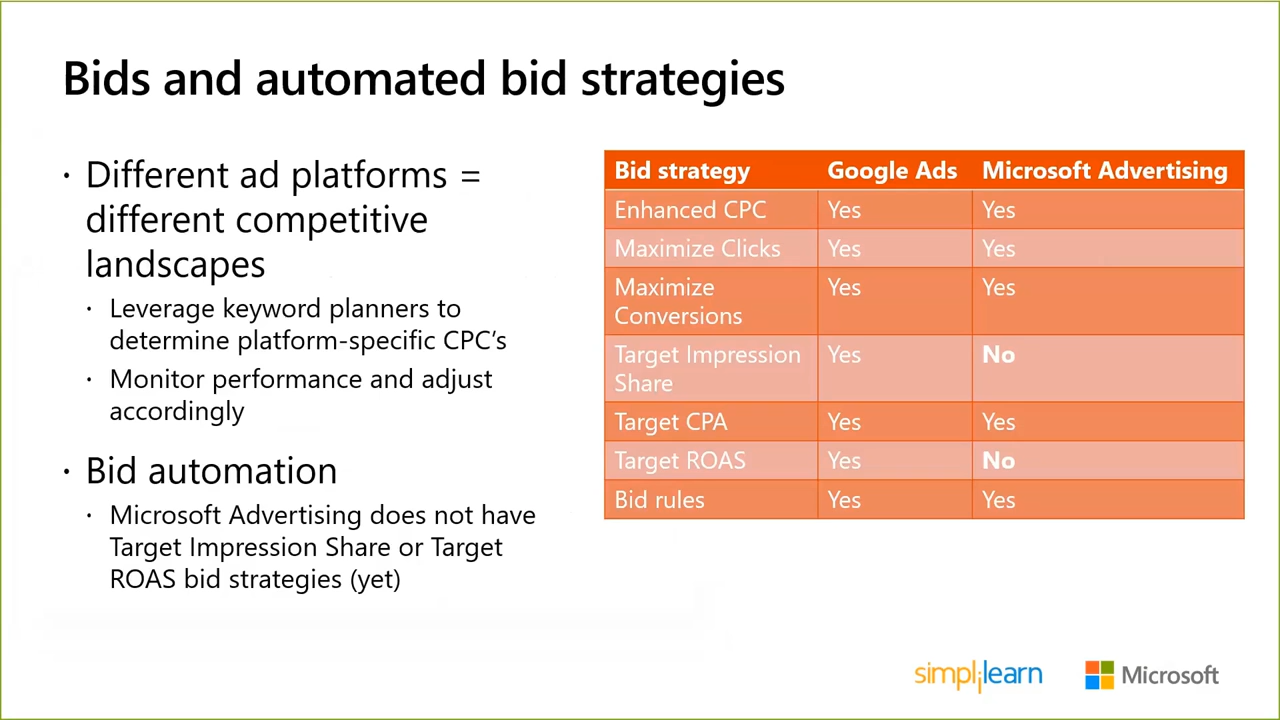 Bids and automated bid strategies
· Different ad platforms =
different competitive
landscapes
· Leverage keyword planners to
determine platform-specific CPC's
· Monitor performance and adjust
accordingly
· Bid automation
· Microsoft Advertising does not have
Target Impression Share or Target
ROAS bid strategies (yet)
Bid strategy Google Ads Microsoft Advertising
Enhanced CPC Yes Yes
Maximize Clicks Yes Yes
Maximize Yes Yes
Conversions
Target Impression Yes No
Share
Target CPA Yes Yes
Target ROAS Yes No
Bid rules Yes Yes
simplilearn Microsoft